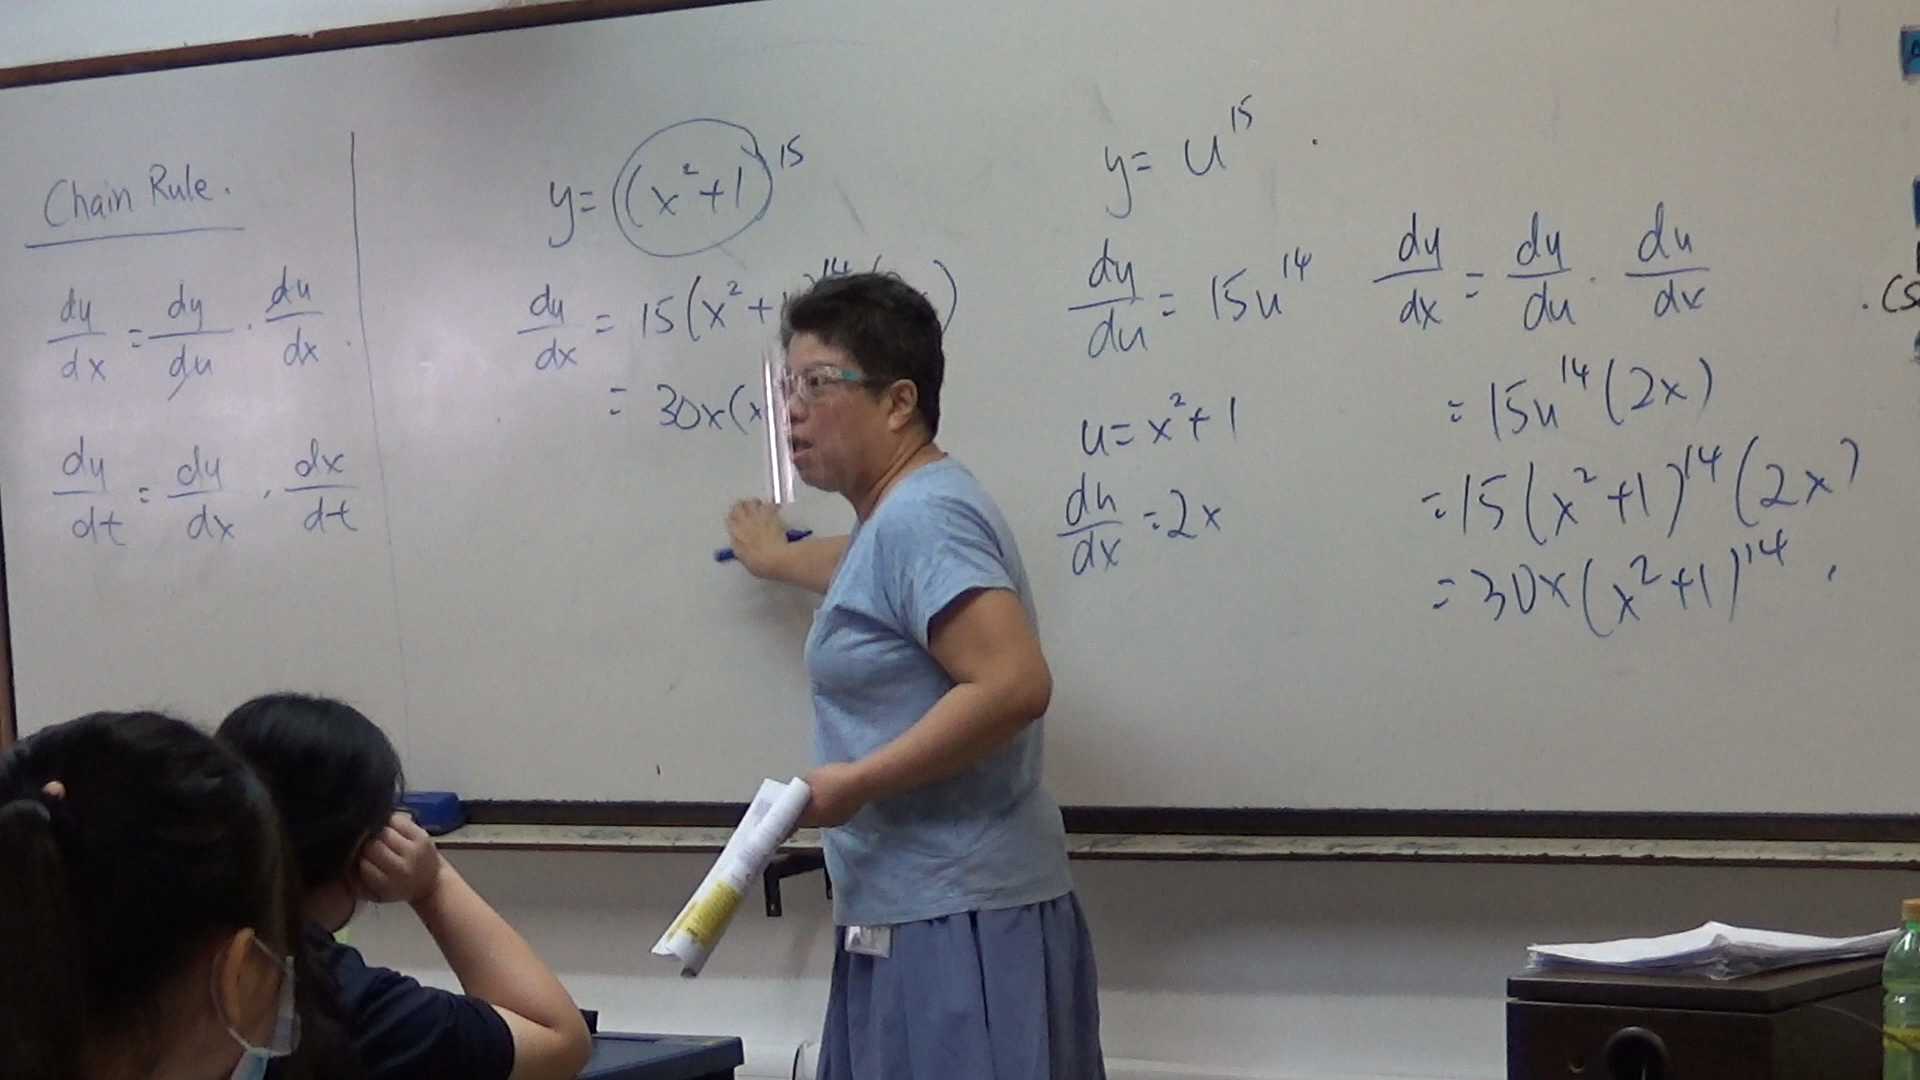 Chain Rule.
dy/dx = dy/du · du/dx .
dy/dt = dy/dx · dx/dt
y = (x²+1)¹⁵
dy/dx = 15(x²+1)¹⁴( )
= 30x(x
y = u¹⁵ .
dy/du = 15u¹⁴
u = x²+1
du/dx = 2x
dy/dx = dy/du · du/dx
= 15u¹⁴(2x)
= 15(x²+1)¹⁴(2x)
= 30x(x²+1)¹⁴ .